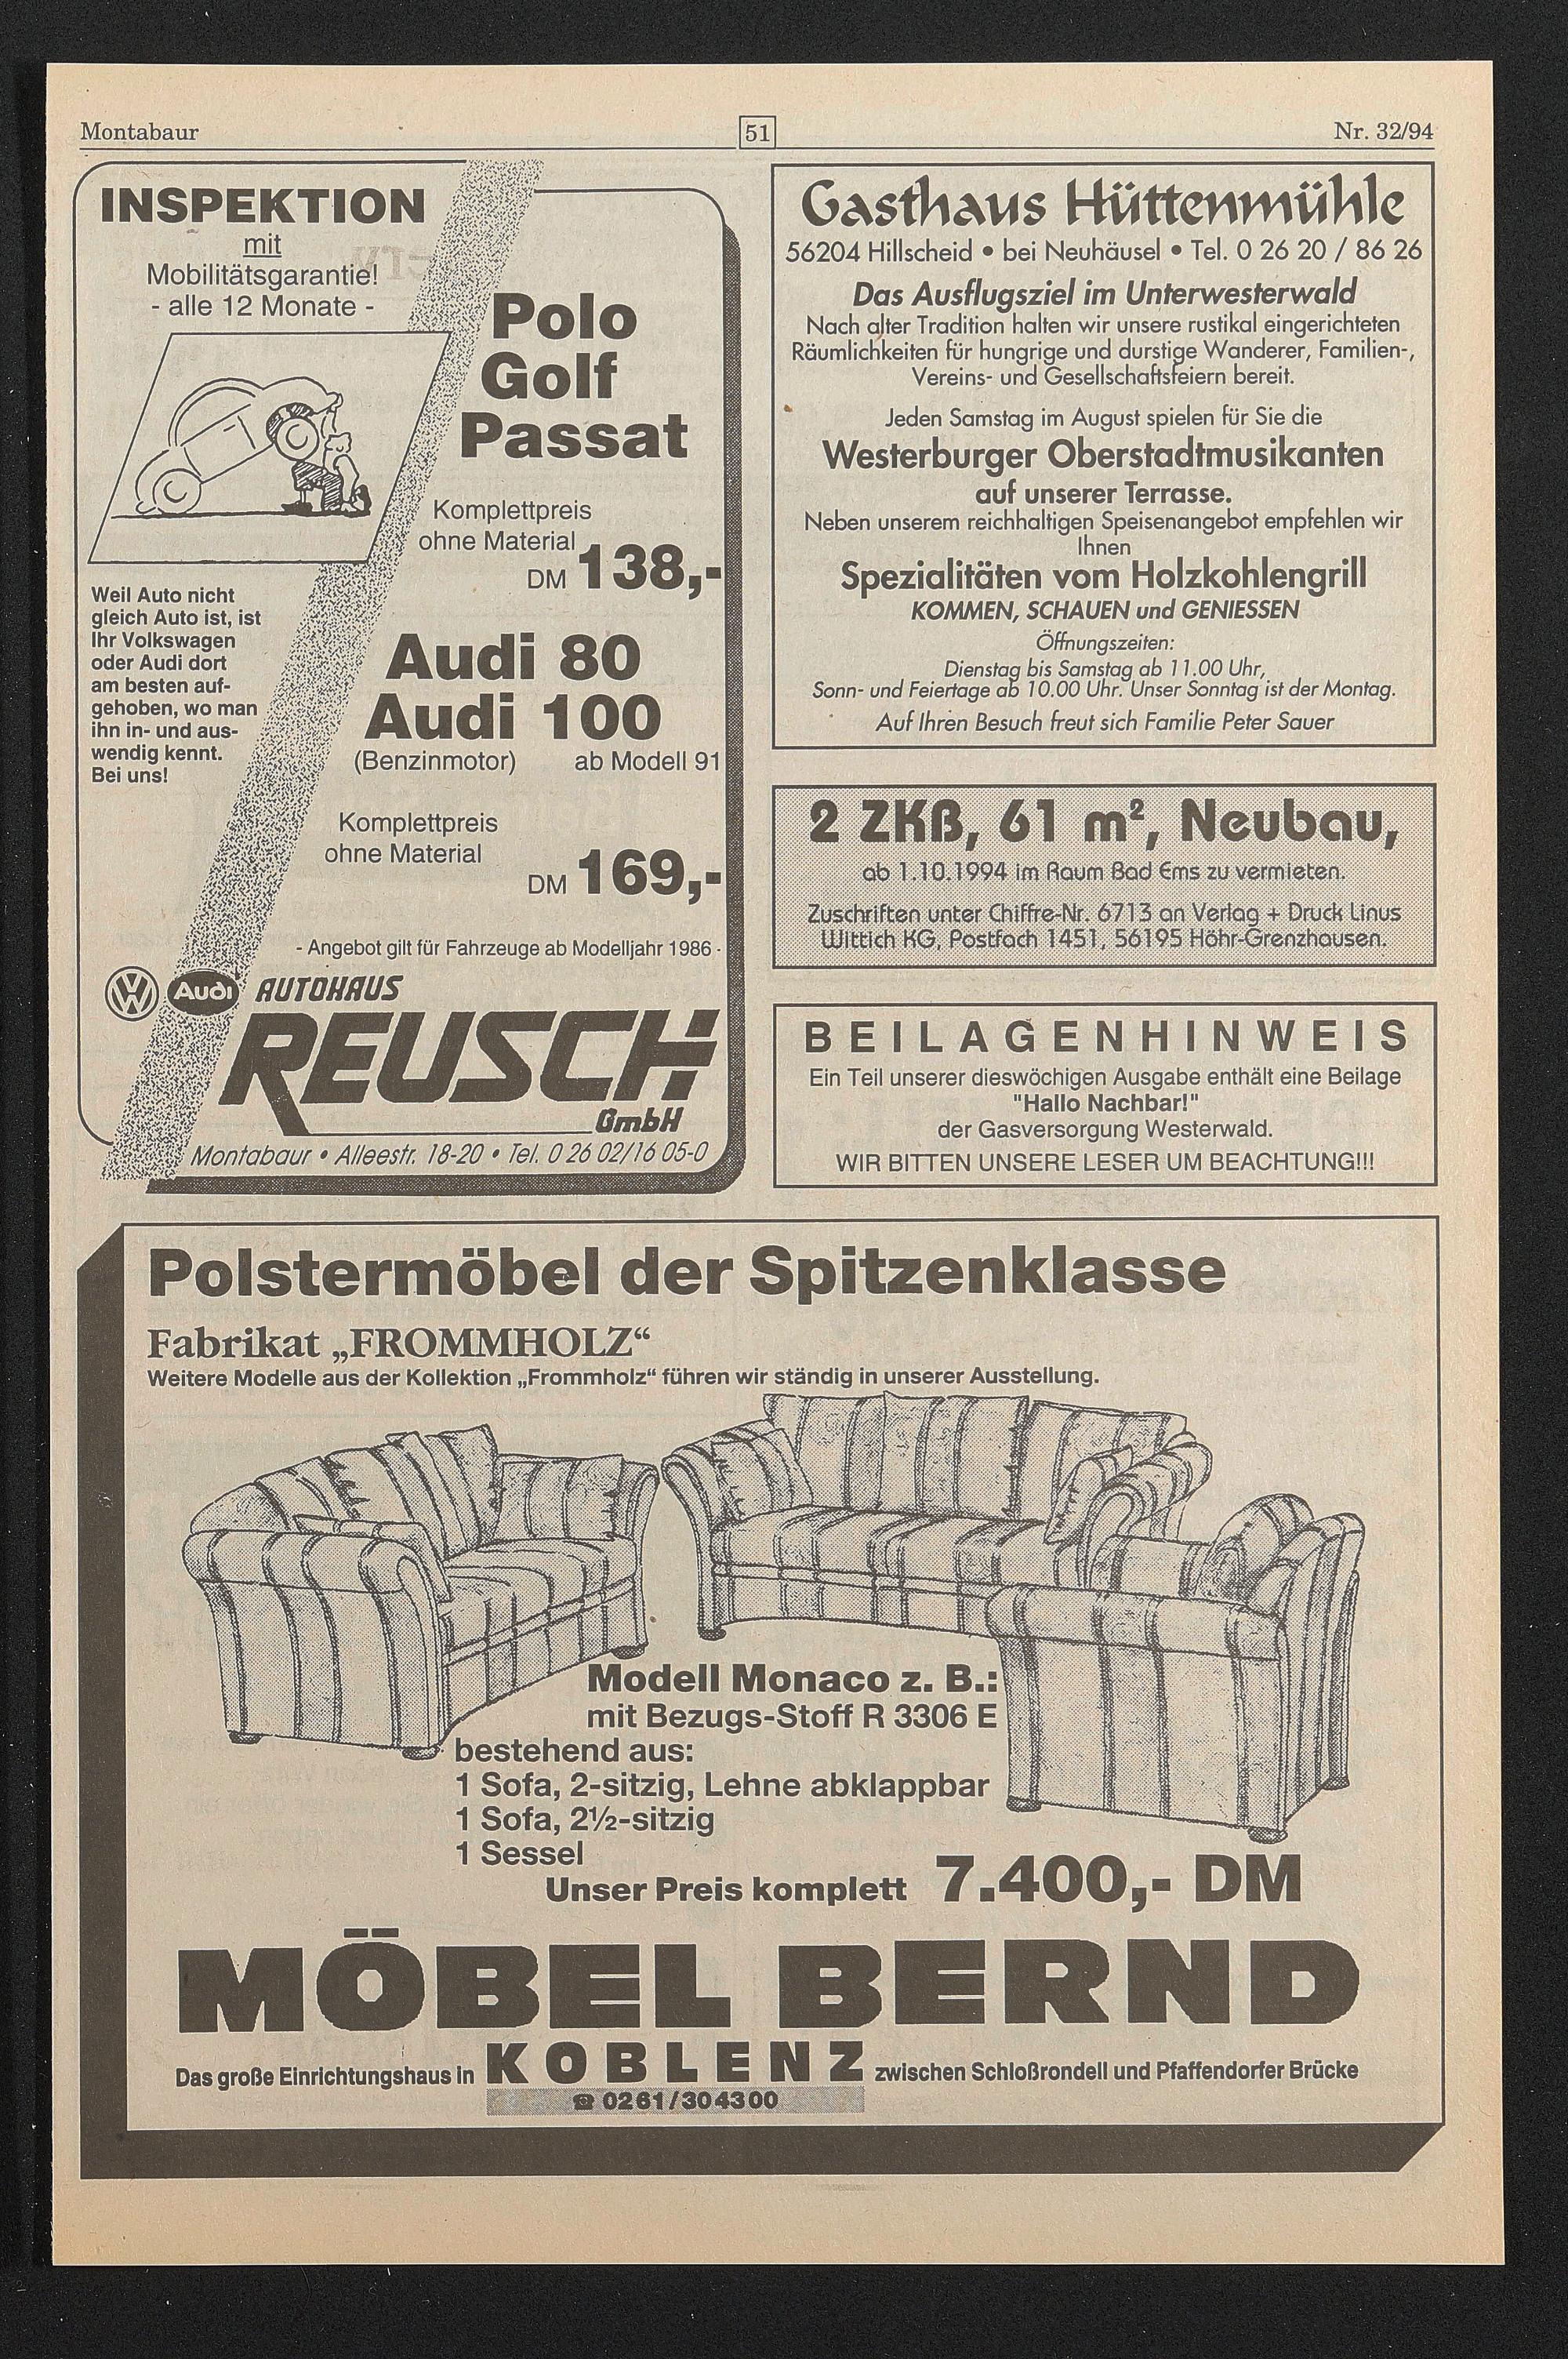 Montabaur
51
Nr. 32/94
INSPEKTION
mit
Mobilitätsgarantie!
- alle 12 Monate -
Polo
Golf
Passat
Komplettpreis
ohne Material
DM 138,-
Weil Auto nicht
gleich Auto ist, ist
Ihr Volkswagen
oder Audi dort
am besten auf-
gehoben, wo man
ihn in- und aus-
wendig kennt.
Bei uns!
Audi 80
Audi 100
(Benzinmotor) ab Modell 91
Komplettpreis
ohne Material
DM 169,-
- Angebot gilt für Fahrzeuge ab Modelljahr 1986 -
VW Audi AUTOHAUS
REUSCH
GmbH
Montabaur • Alleestr. 18-20 • Tel. 0 26 02/16 05-0
Gasthaus Hüttenmühle
56204 Hillscheid • bei Neuhäusel • Tel. 0 26 20 / 86 26
Das Ausflugsziel im Unterwesterwald
Nach alter Tradition halten wir unsere rustikal eingerichteten
Räumlichkeiten für hungrige und durstige Wanderer, Familien-,
Vereins- und Gesellschaftsfeiern bereit.
Jeden Samstag im August spielen für Sie die
Westerburger Oberstadtmusikanten
auf unserer Terrasse.
Neben unserem reichhaltigen Speisenangebot empfehlen wir
Ihnen
Spezialitäten vom Holzkohlengrill
KOMMEN, SCHAUEN und GENIESSEN
Öffnungszeiten:
Dienstag bis Samstag ab 11.00 Uhr,
Sonn- und Feiertage ab 10.00 Uhr. Unser Sonntag ist der Montag.
Auf Ihren Besuch freut sich Familie Peter Sauer
2 ZKB, 61 m², Neubau,
ab 1.10.1994 im Raum Bad Ems zu vermieten.
Zuschriften unter Chiffre-Nr. 6713 an Verlag + Druck Linus
Wittich KG, Postfach 1451, 56195 Höhr-Grenzhausen.
BEILAGENHINWEIS
Ein Teil unserer dieswöchigen Ausgabe enthält eine Beilage
"Hallo Nachbar!"
der Gasversorgung Westerwald.
WIR BITTEN UNSERE LESER UM BEACHTUNG!!!
Polstermöbel der Spitzenklasse
Fabrikat „FROMMHOLZ“
Weitere Modelle aus der Kollektion „Frommholz“ führen wir ständig in unserer Ausstellung.
Modell Monaco z. B.:
mit Bezugs-Stoff R 3306 E
bestehend aus:
1 Sofa, 2-sitzig, Lehne abklappbar
1 Sofa, 2½-sitzig
1 Sessel
Unser Preis komplett 7.400,- DM
MÖBEL BERND
Das große Einrichtungshaus in KOBLENZ zwischen Schloßrondell und Pfaffendorfer Brücke
☎ 0261/304300